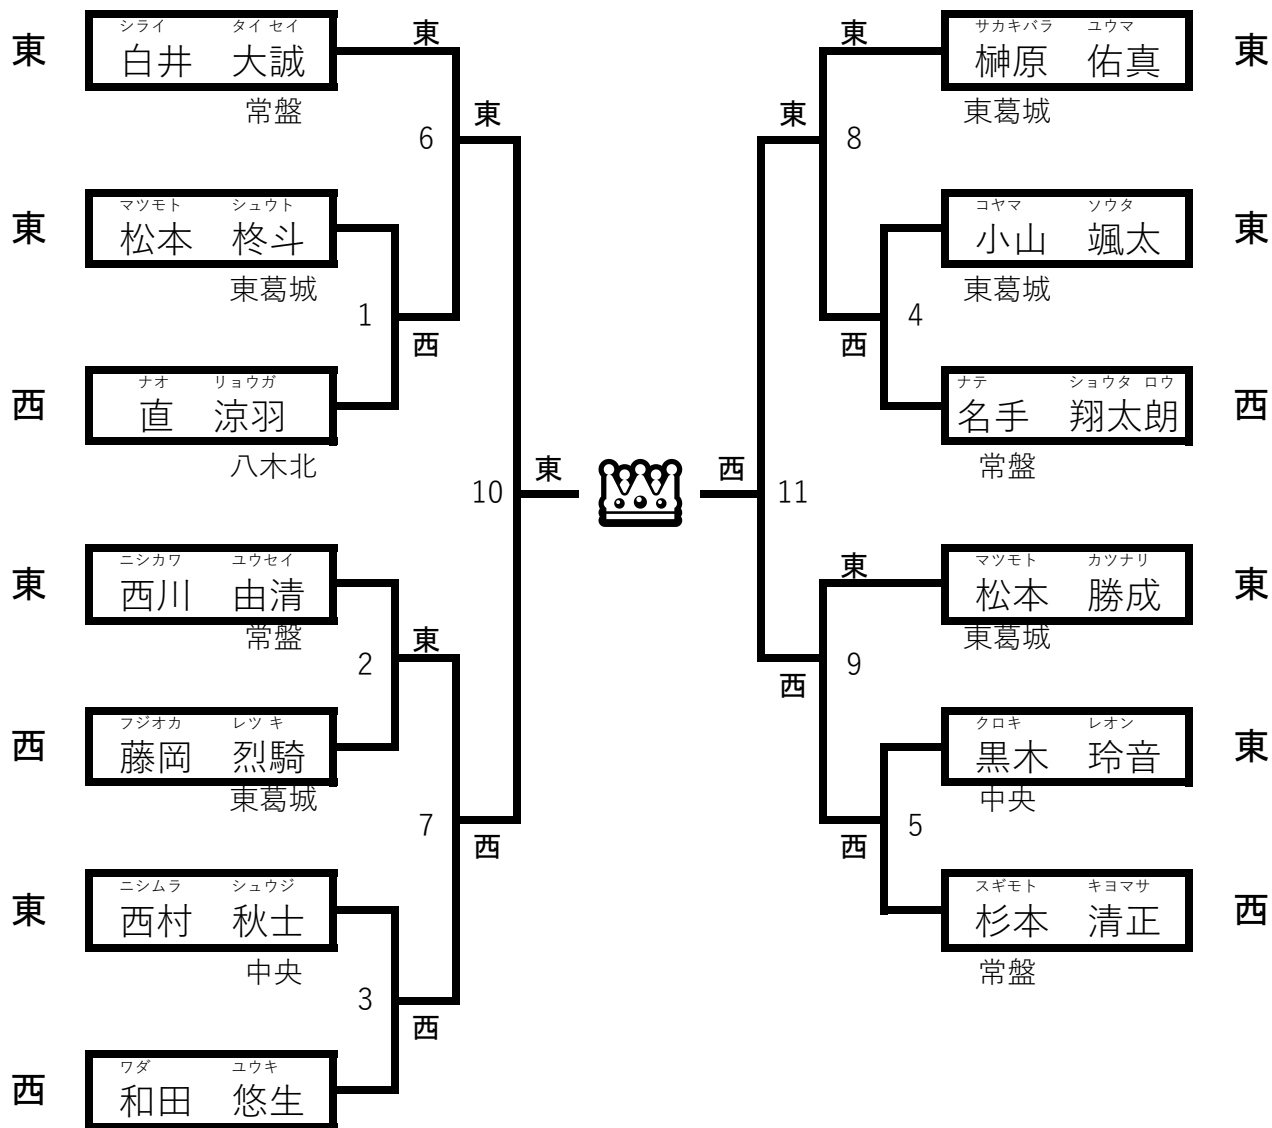 シライ タイ セイ
東 白井 大誠 東
常盤
6
東
マツモト シュウト
東 松本 柊斗
東葛城
1
西
ナオ リョウガ
西 直 涼羽
八木北
10
東
ニシカワ ユウセイ
東 西川 由清
常盤
2
東
フジオカ レツ キ
西 藤岡 烈騎
東葛城
7
西
ニシムラ シュウジ
東 西村 秋士
中央
3
西
ワダ ユウキ
西 和田 悠生
サカキバラ ユウマ
東 榊原 佑真 東
東葛城
東
8
コヤマ ソウタ
小山 颯太 東
東葛城
4
西
ナテ ショウタ ロウ
名手 翔太朗 西
常盤
西
11
マツモト カツナリ
東 松本 勝成 東
東葛城
9
西
クロキ レオン
黒木 玲音 東
中央
5
西
スギモト キヨマサ
杉本 清正 西
常盤